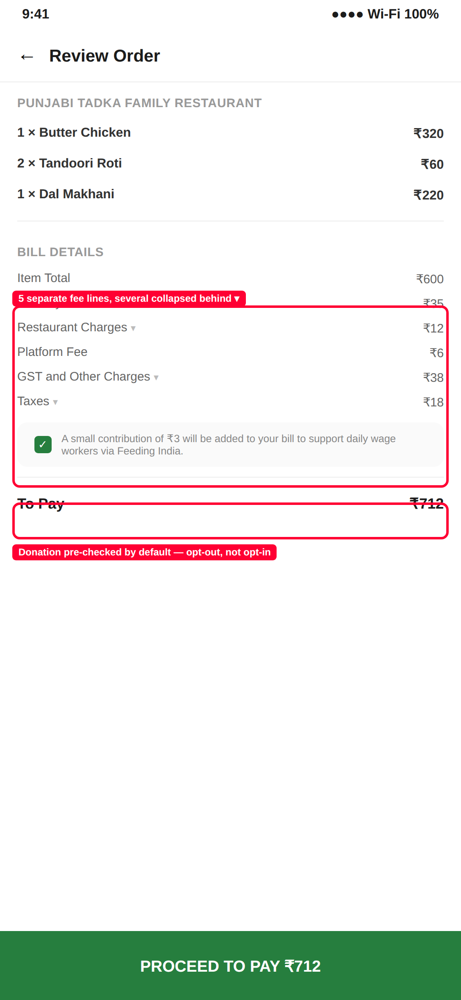 9:41 ●●●● Wi-Fi 100%
← Review Order
PUNJABI TADKA FAMILY RESTAURANT
1 × Butter Chicken ₹320
2 × Tandoori Roti ₹60
1 × Dal Makhani ₹220
BILL DETAILS
Item Total ₹600
5 separate fee lines, several collapsed behind ▾
₹35
Restaurant Charges ▾ ₹12
Platform Fee ₹6
GST and Other Charges ▾ ₹38
Taxes ▾ ₹18
✓ A small contribution of ₹3 will be added to your bill to support daily wage
workers via Feeding India.
To Pay ₹712
Donation pre-checked by default — opt-out, not opt-in
PROCEED TO PAY ₹712